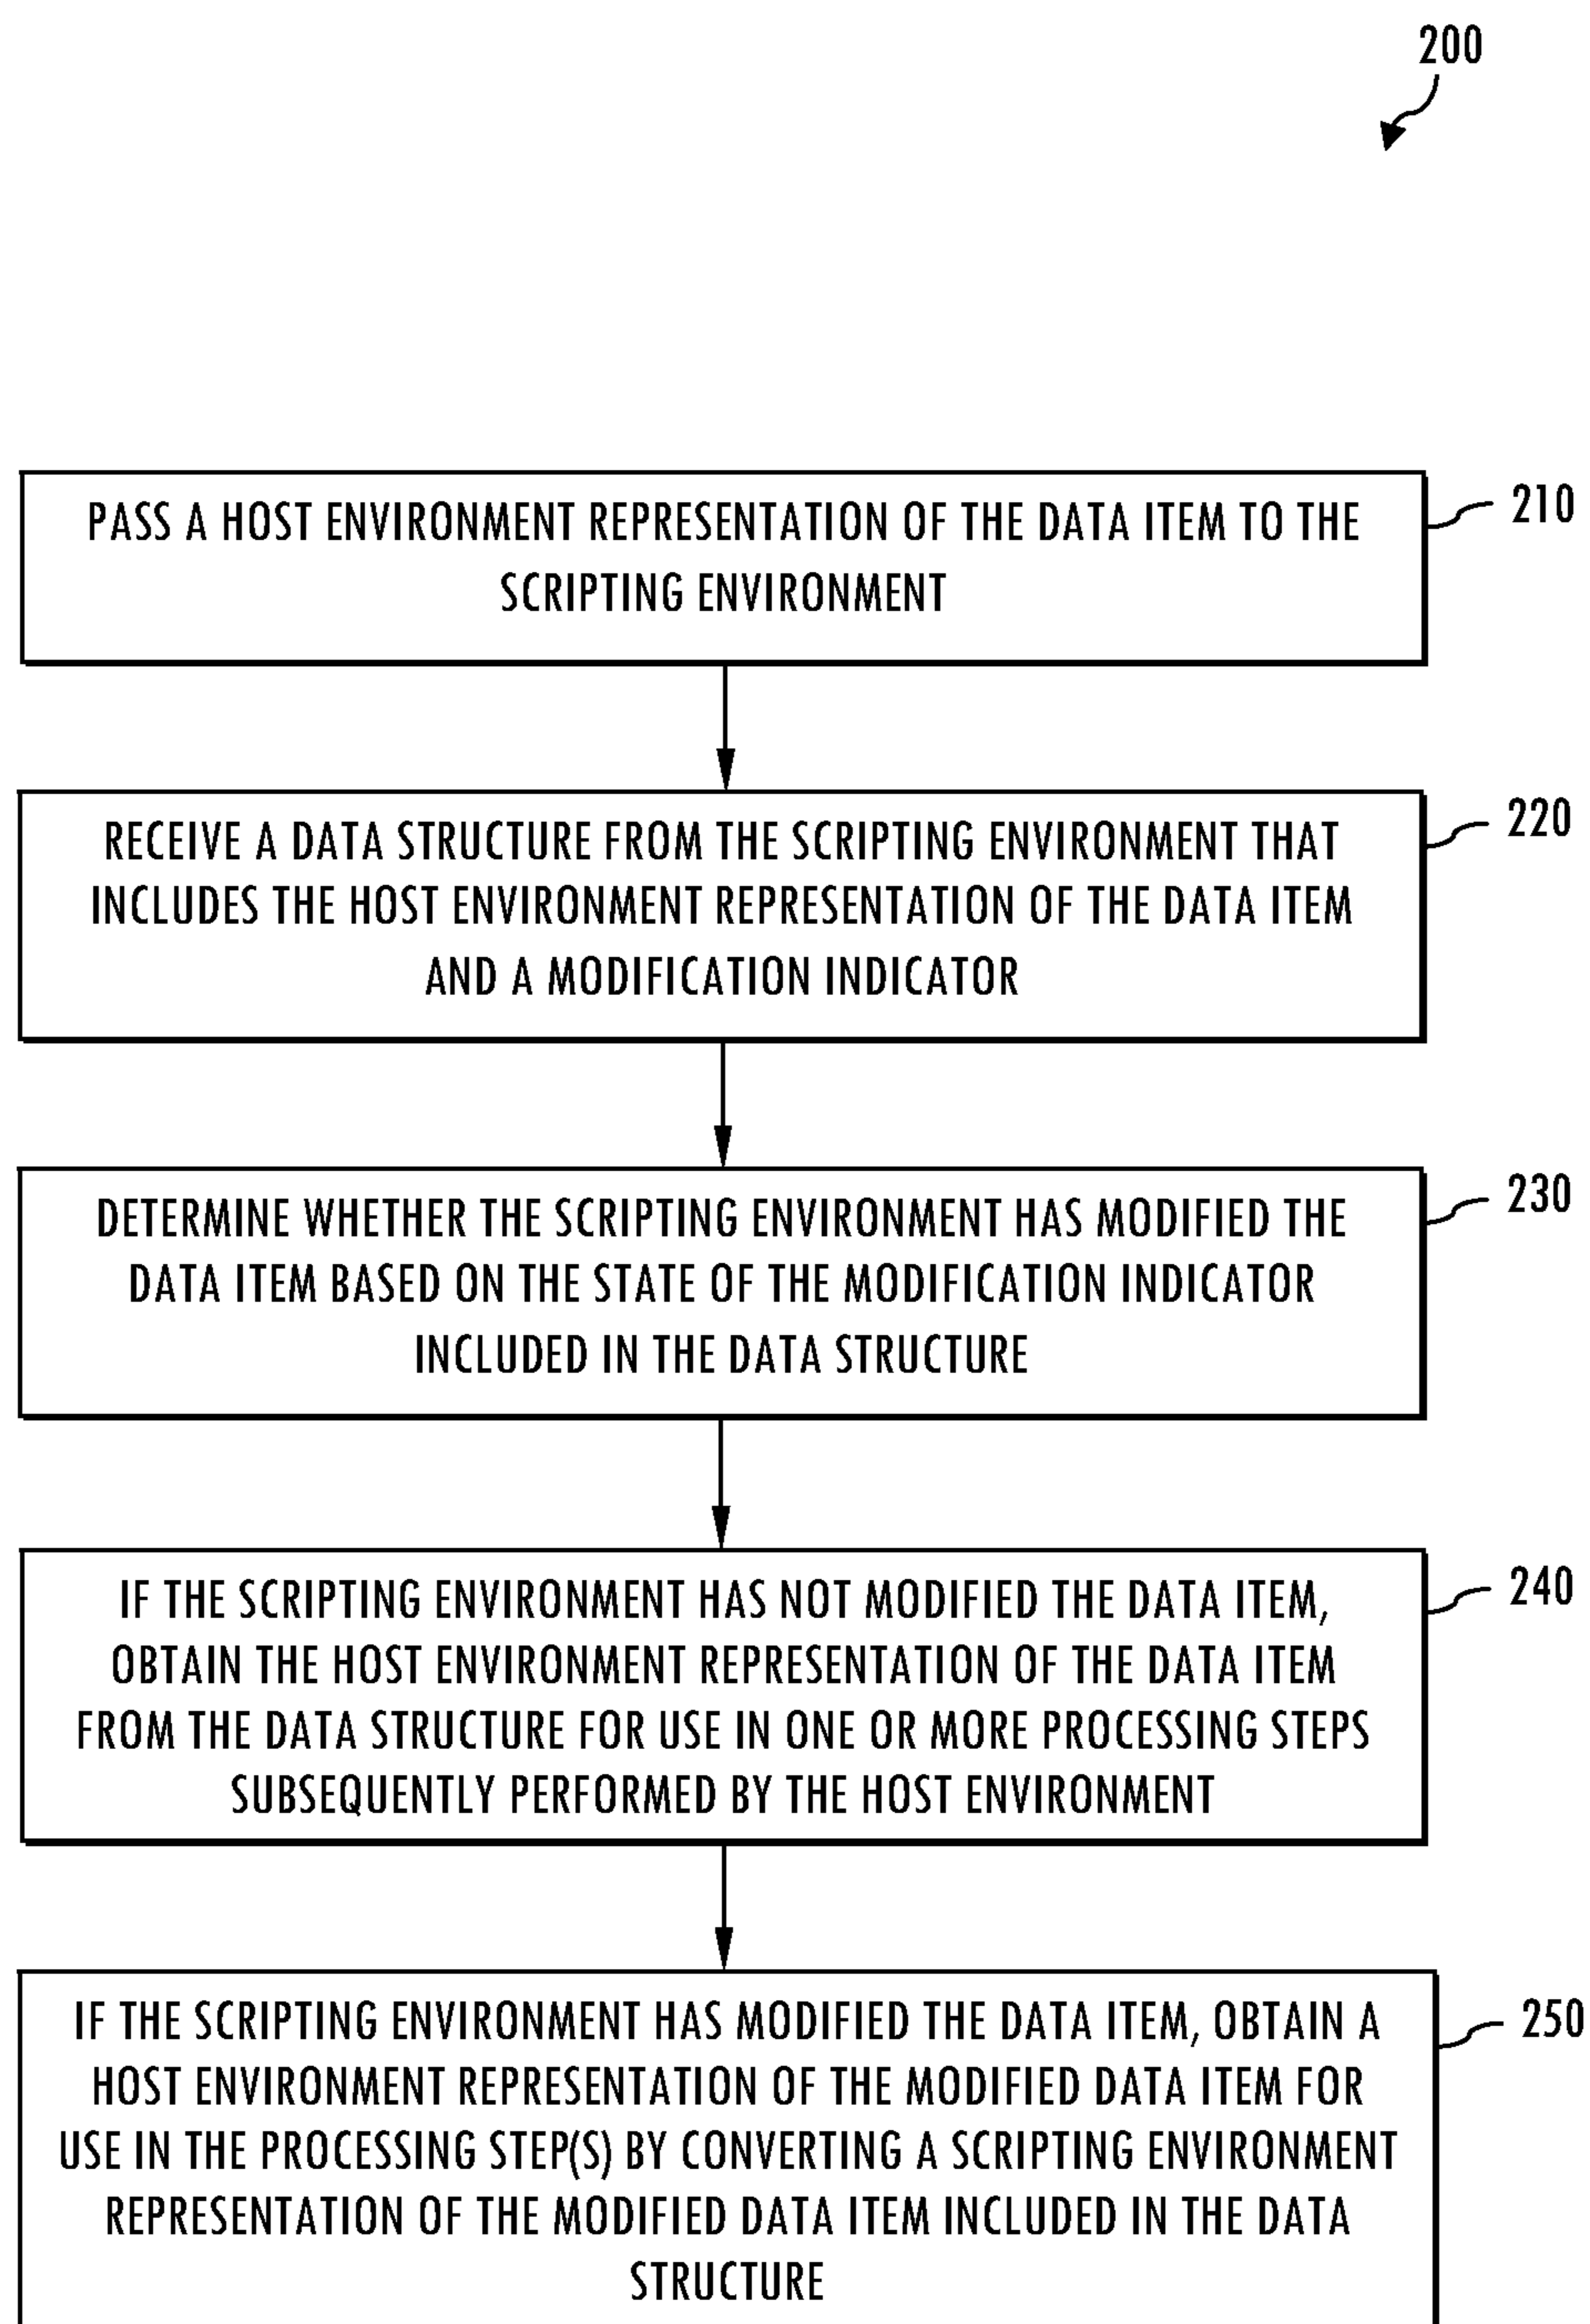 200
PASS A HOST ENVIRONMENT REPRESENTATION OF THE DATA ITEM TO THE
SCRIPTING ENVIRONMENT
210
RECEIVE A DATA STRUCTURE FROM THE SCRIPTING ENVIRONMENT THAT
INCLUDES THE HOST ENVIRONMENT REPRESENTATION OF THE DATA ITEM
AND A MODIFICATION INDICATOR
220
DETERMINE WHETHER THE SCRIPTING ENVIRONMENT HAS MODIFIED THE
DATA ITEM BASED ON THE STATE OF THE MODIFICATION INDICATOR
INCLUDED IN THE DATA STRUCTURE
230
IF THE SCRIPTING ENVIRONMENT HAS NOT MODIFIED THE DATA ITEM,
OBTAIN THE HOST ENVIRONMENT REPRESENTATION OF THE DATA ITEM
FROM THE DATA STRUCTURE FOR USE IN ONE OR MORE PROCESSING STEPS
SUBSEQUENTLY PERFORMED BY THE HOST ENVIRONMENT
240
IF THE SCRIPTING ENVIRONMENT HAS MODIFIED THE DATA ITEM, OBTAIN A
HOST ENVIRONMENT REPRESENTATION OF THE MODIFIED DATA ITEM FOR
USE IN THE PROCESSING STEP(S) BY CONVERTING A SCRIPTING ENVIRONMENT
REPRESENTATION OF THE MODIFIED DATA ITEM INCLUDED IN THE DATA
STRUCTURE
250